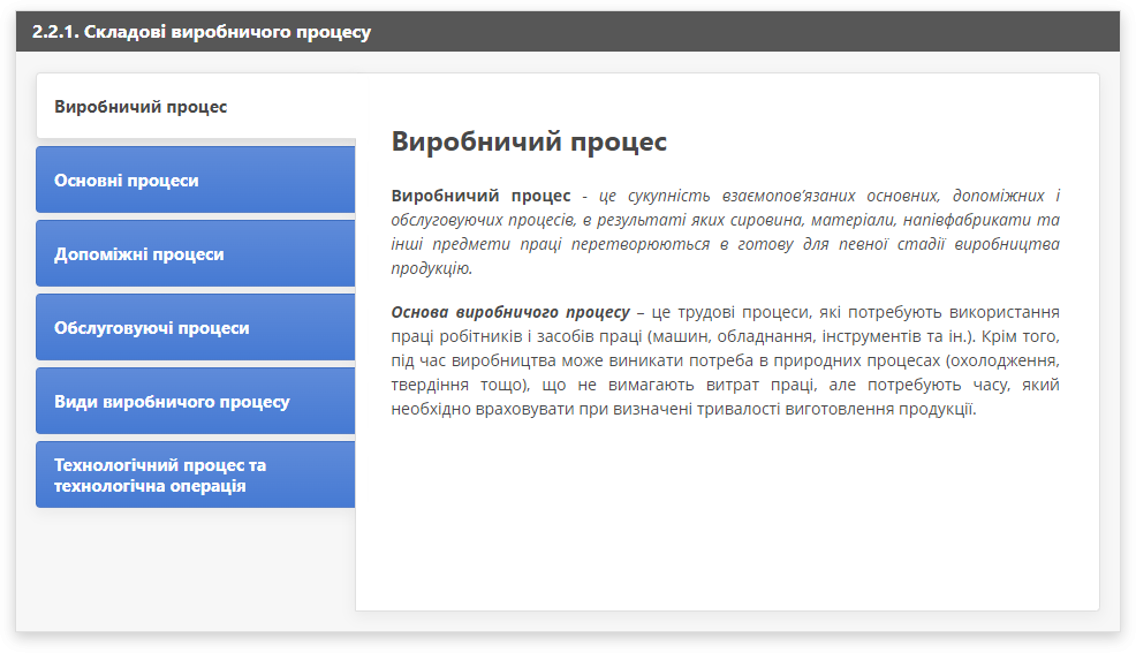 2.2.1. Складові виробничого процесу
Виробничий процес
Основні процеси
Допоміжні процеси
Обслуговуючі процеси
Види виробничого процесу
Технологічний процес та
технологічна операція
Виробничий процес
Виробничий процес - це сукупність взаємопов’язаних основних, допоміжних і
обслуговуючих процесів, в результаті яких сировина, матеріали, напівфабрикати та
інші предмети праці перетворюються в готову для певної стадії виробництва
продукцію.
Основа виробничого процесу – це трудові процеси, які потребують використання
праці робітників і засобів праці (машин, обладнання, інструментів та ін.). Крім того,
під час виробництва може виникати потреба в природних процесах (охолодження,
твердіння тощо), що не вимагають витрат праці, але потребують часу, який
необхідно враховувати при визначені тривалості виготовлення продукції.